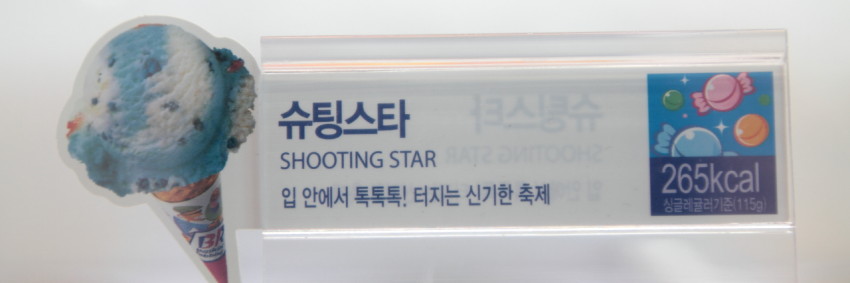 슈팅스타
SHOOTING STAR
입 안에서 톡톡톡! 터지는 신기한 축제
265kcal
싱글레귤러기준(115g)
BR